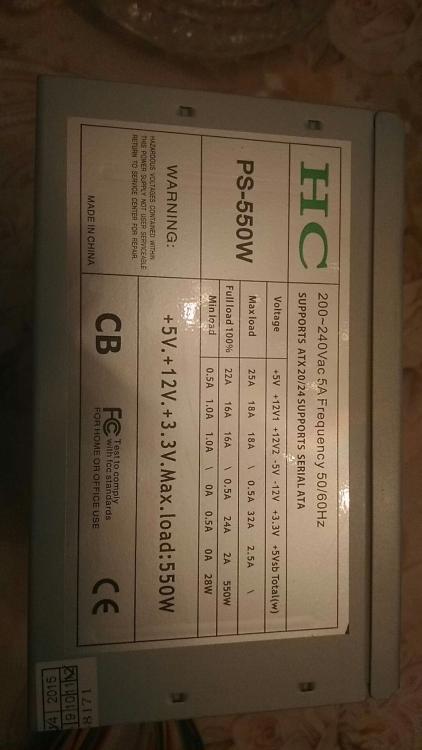 HC
200~240Vac 5A Frequency 50/60Hz
SUPPORTS ATX20/24 SUPPORTS SERIAL ATA
PS-550W
Voltage +5V +12V1 +12V2 -5V -12V +3.3V +5Vsb Total(w)
Max load 25A 18A 18A \ 0.5A 32A 2.5A \
Full load 100% 22A 16A 16A \ 0.5A 24A 2A 550W
Min load 0.5A 1.0A 1.0A \ 0A 0.5A 0A 28W
WARNING:
HAZARDOUS VOLTAGES CONTAINED WITHIN
THIS POWER SUPPLY NOT USER SERVICEABLE
RETURN TO SERVICE CENTER FOR REPAIR.
+5V.+12V.+3.3V.Max.load:550W
MADE IN CHINA
CB
FC Test to comply
with fcc standards
FOR HOME OR OFFICE USE
CE
8171
2015